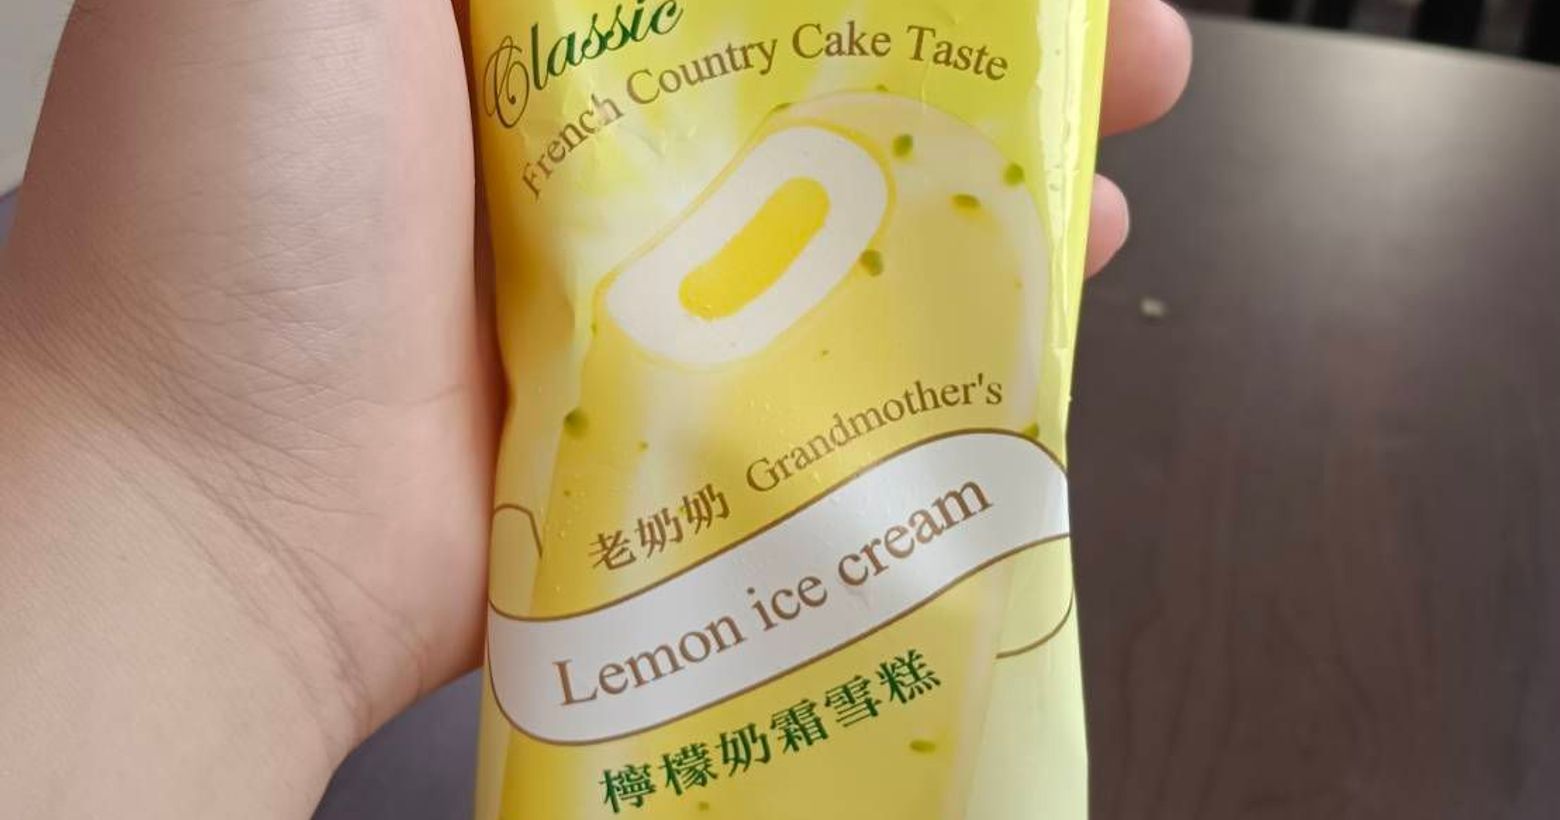 Classic
French Country Cake Taste
老奶奶 Grandmother's
Lemon ice cream
檸檬奶霜雪糕